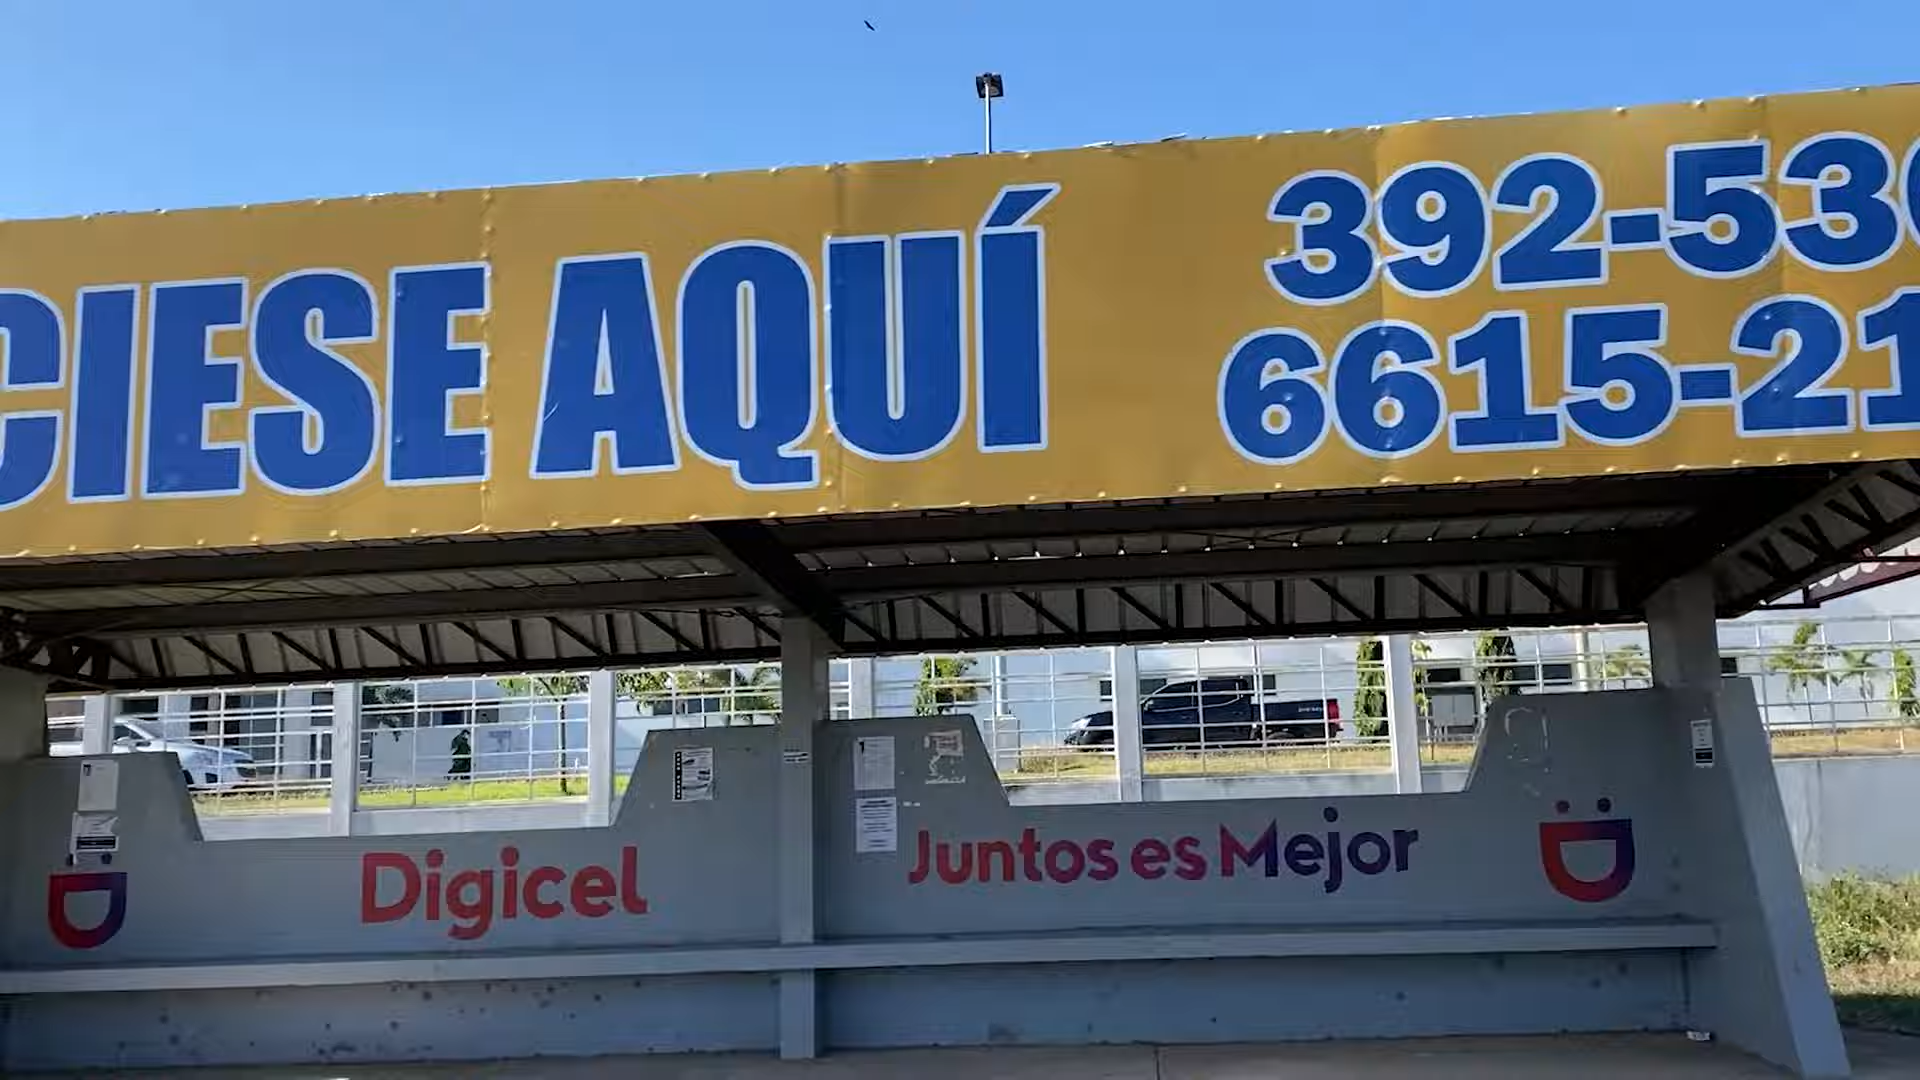 CIESE AQUÍ
392-53
6615-21
Digicel
Juntos es Mejor